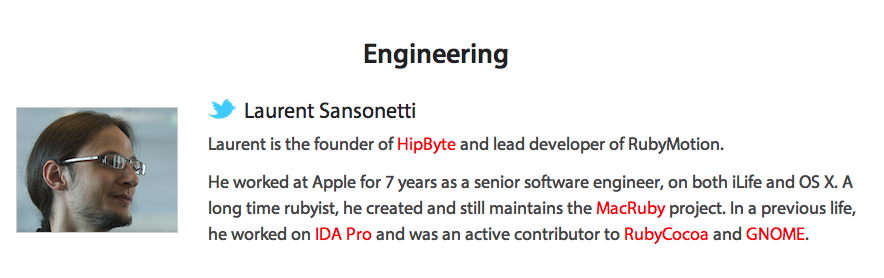 Engineering
Laurent Sansonetti
Laurent is the founder of HipByte and lead developer of RubyMotion.
He worked at Apple for 7 years as a senior software engineer, on both iLife and OS X. A
long time rubyist, he created and still maintains the MacRuby project. In a previous life,
he worked on IDA Pro and was an active contributor to RubyCocoa and GNOME.